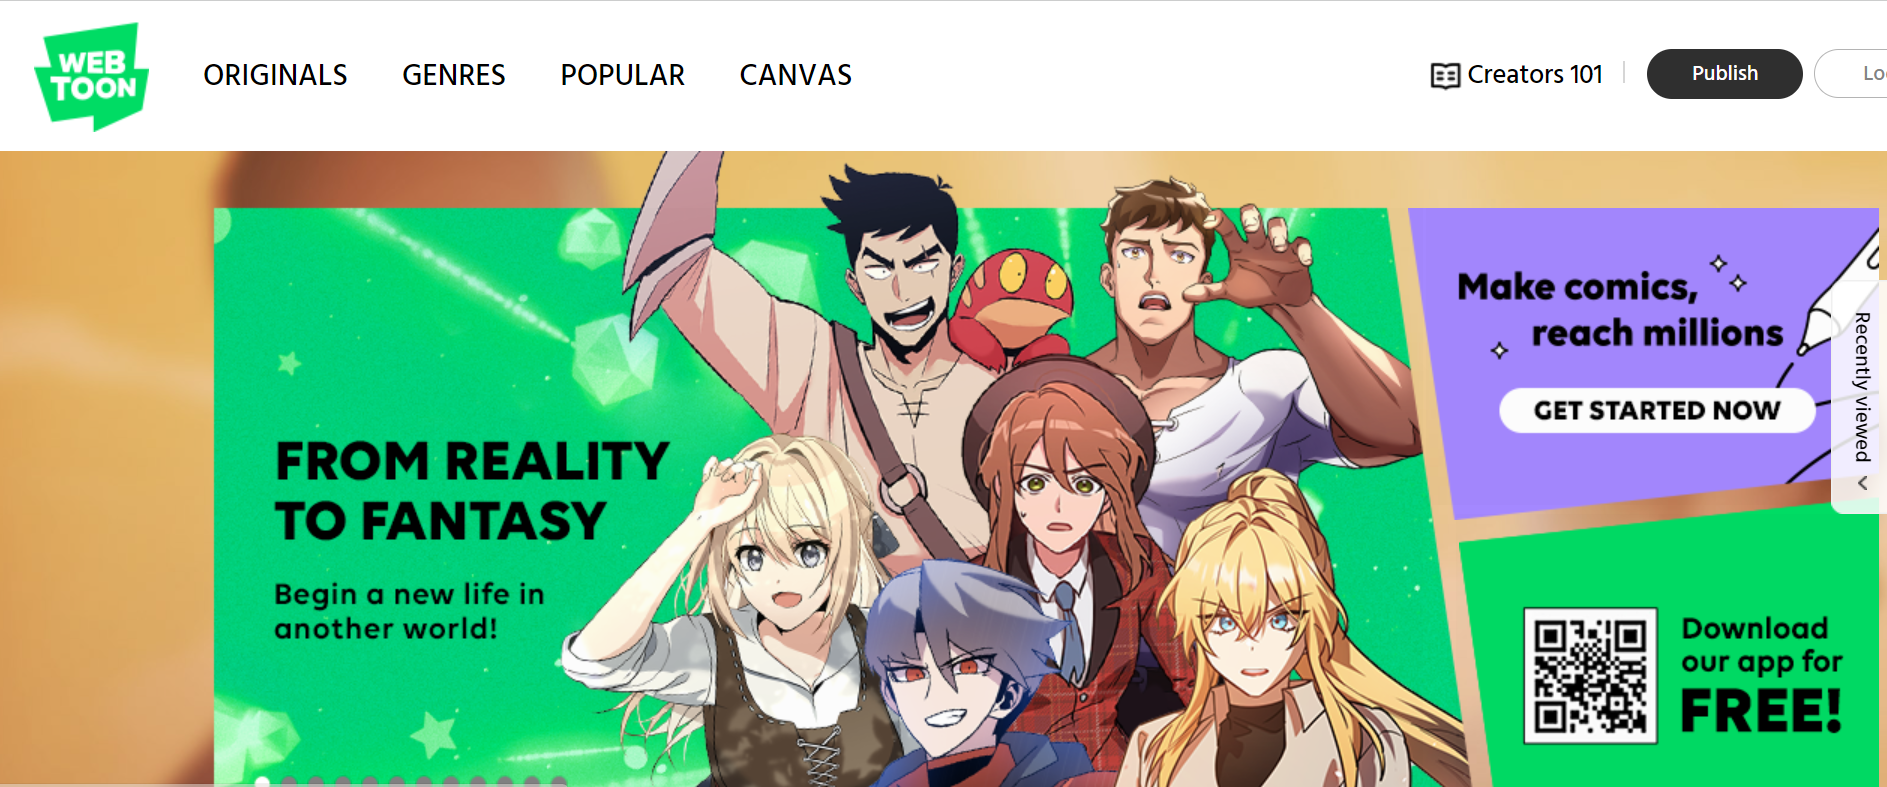 WEB
TOON
ORIGINALS
GENRES
POPULAR
CANVAS
Creators 101
Publish
Lo
FROM REALITY
TO FANTASY
Begin a new life in
another world!
Make comics,
reach millions
GET STARTED NOW
Recently viewed
Download
our app for
FREE!